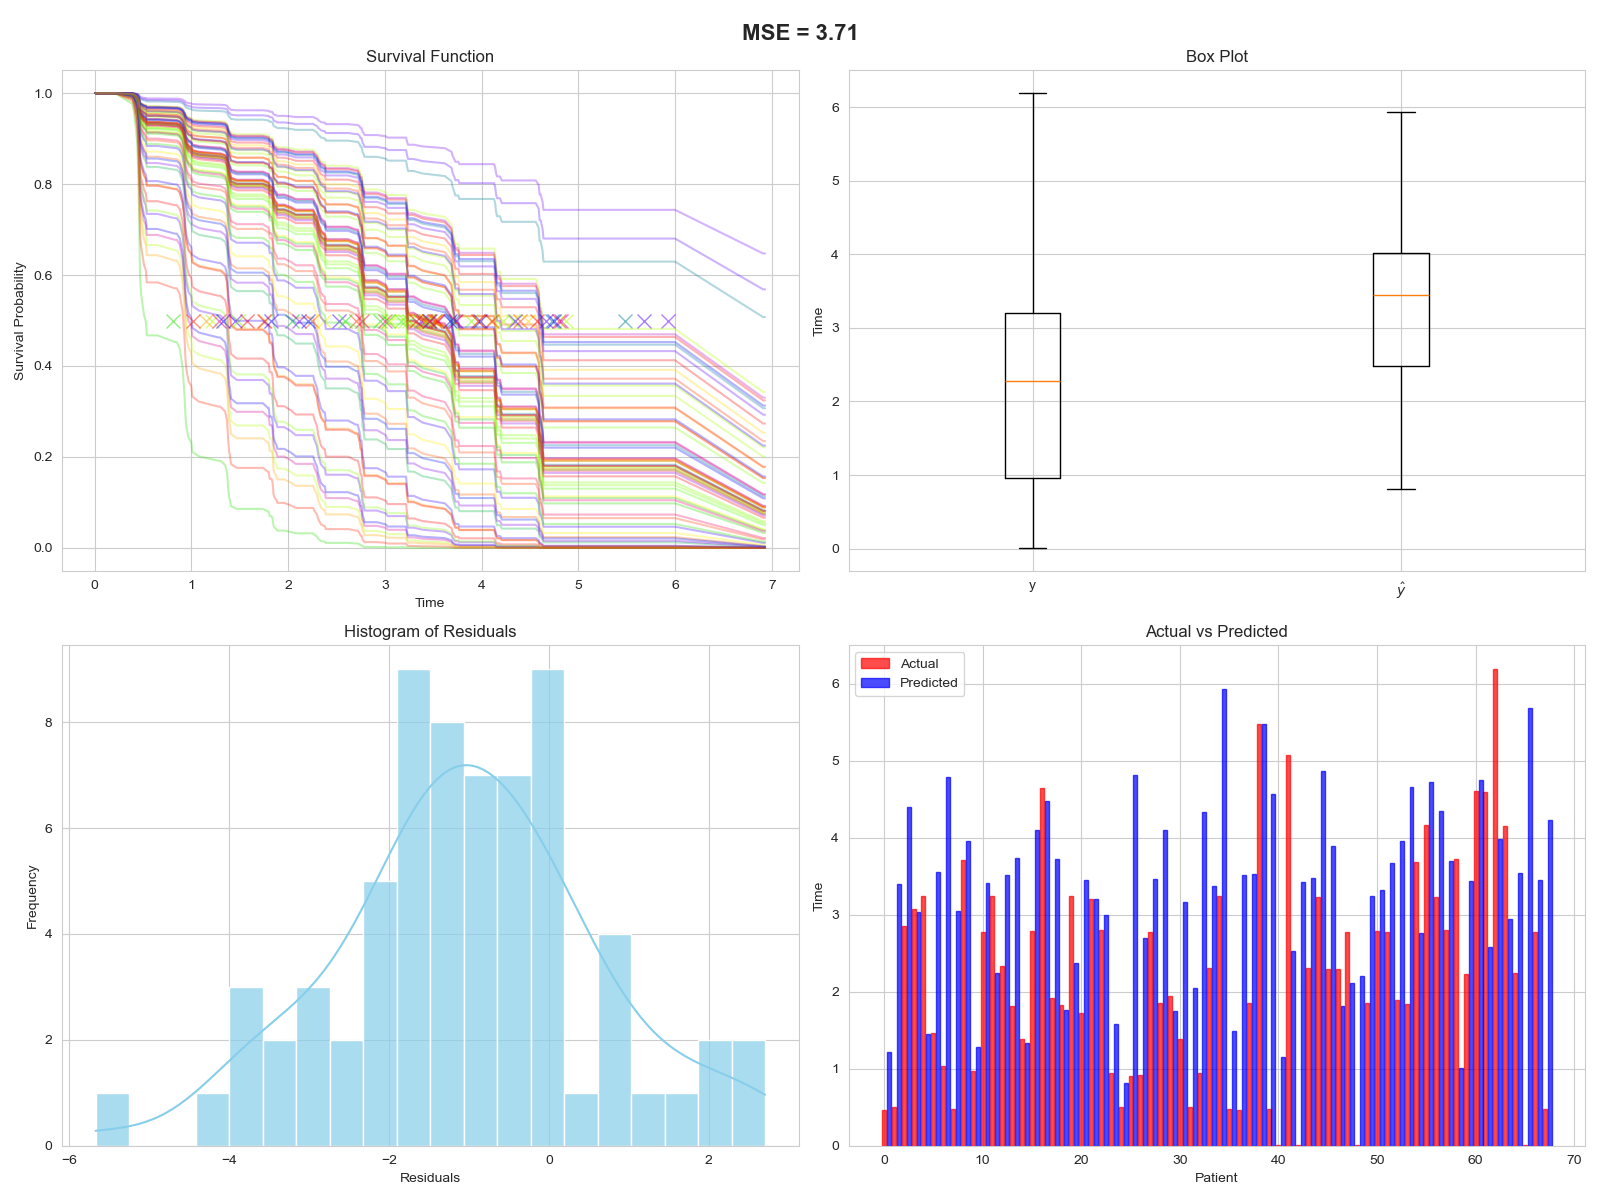 MSE = 3.71
Survival Function
Survival Probability
1.0
0.8
0.6
0.4
0.2
0.0
0 1 2 3 4 5 6 7
Time
Box Plot
Time
6
5
4
3
2
1
0
y ŷ
Histogram of Residuals
Frequency
8
6
4
2
0
−6 −4 −2 0 2
Residuals
Actual vs Predicted
Actual
Predicted
Time
6
5
4
3
2
1
0
0 10 20 30 40 50 60 70
Patient